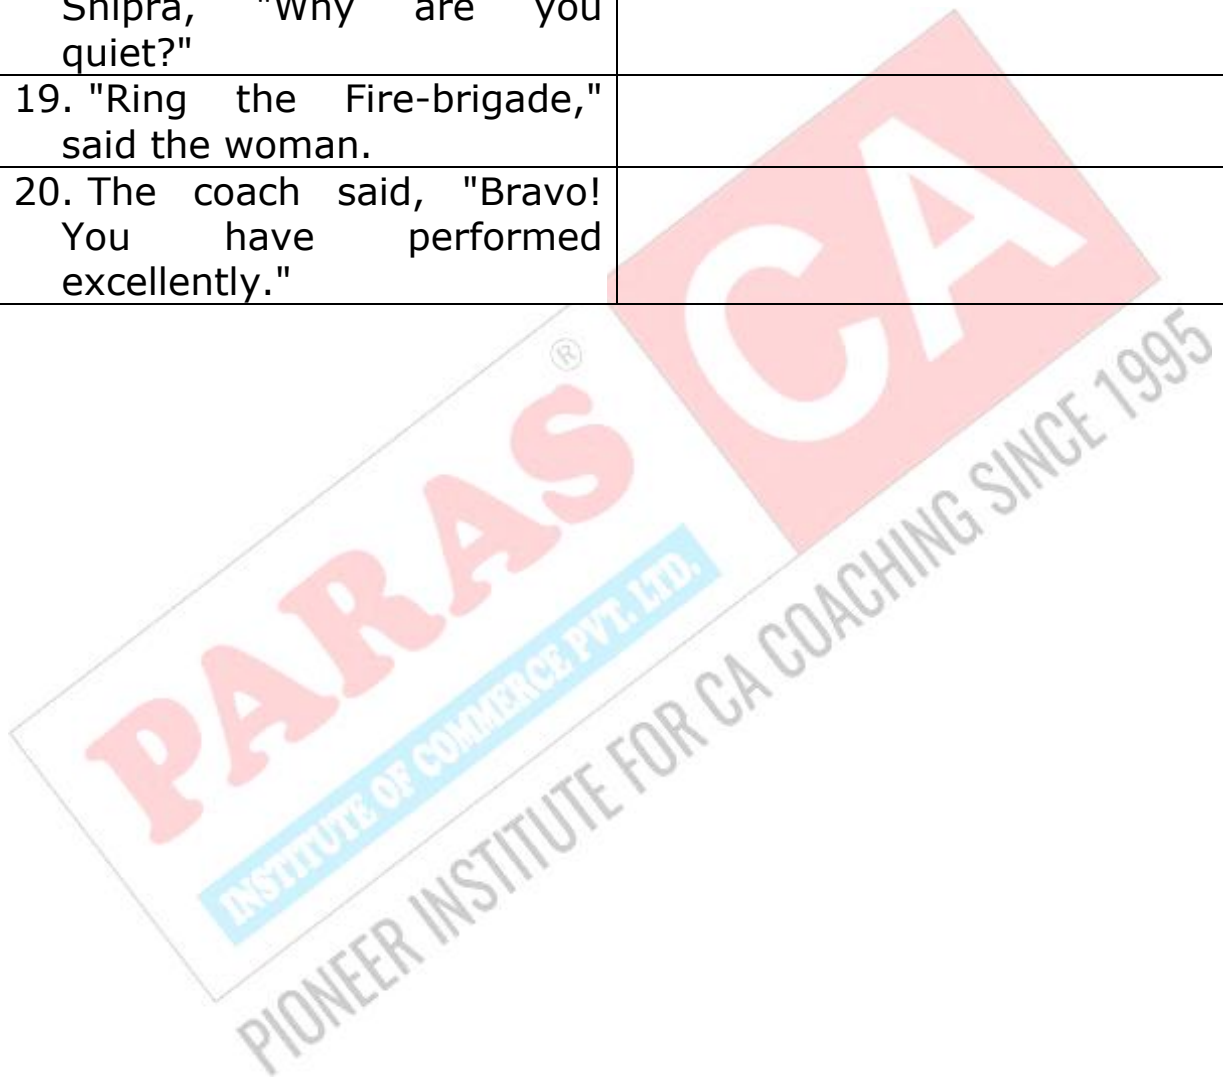 Shipra, "Why are you
quiet?"
19. "Ring the Fire-brigade,"
said the woman.
20. The coach said, "Bravo!
You have performed
excellently."
CA
®
PARAS
INSTITUTE OF COMMERCE PVT. LTD.
PIONEER INSTITUTE FOR CA COACHING SINCE 1995